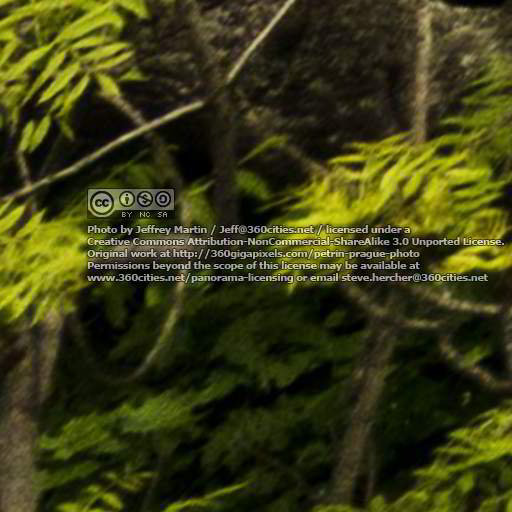 cc
BY NC SA
Photo by Jeffrey Martin / Jeff@360cities.net / licensed under a
Creative Commons Attribution-NonCommercial-ShareAlike 3.0 Unported License.
Original work at http://360gigapixels.com/petrin-prague-photo
Permissions beyond the scope of this license may be available at
www.360cities.net/panorama-licensing or email steve.hercher@360cities.net